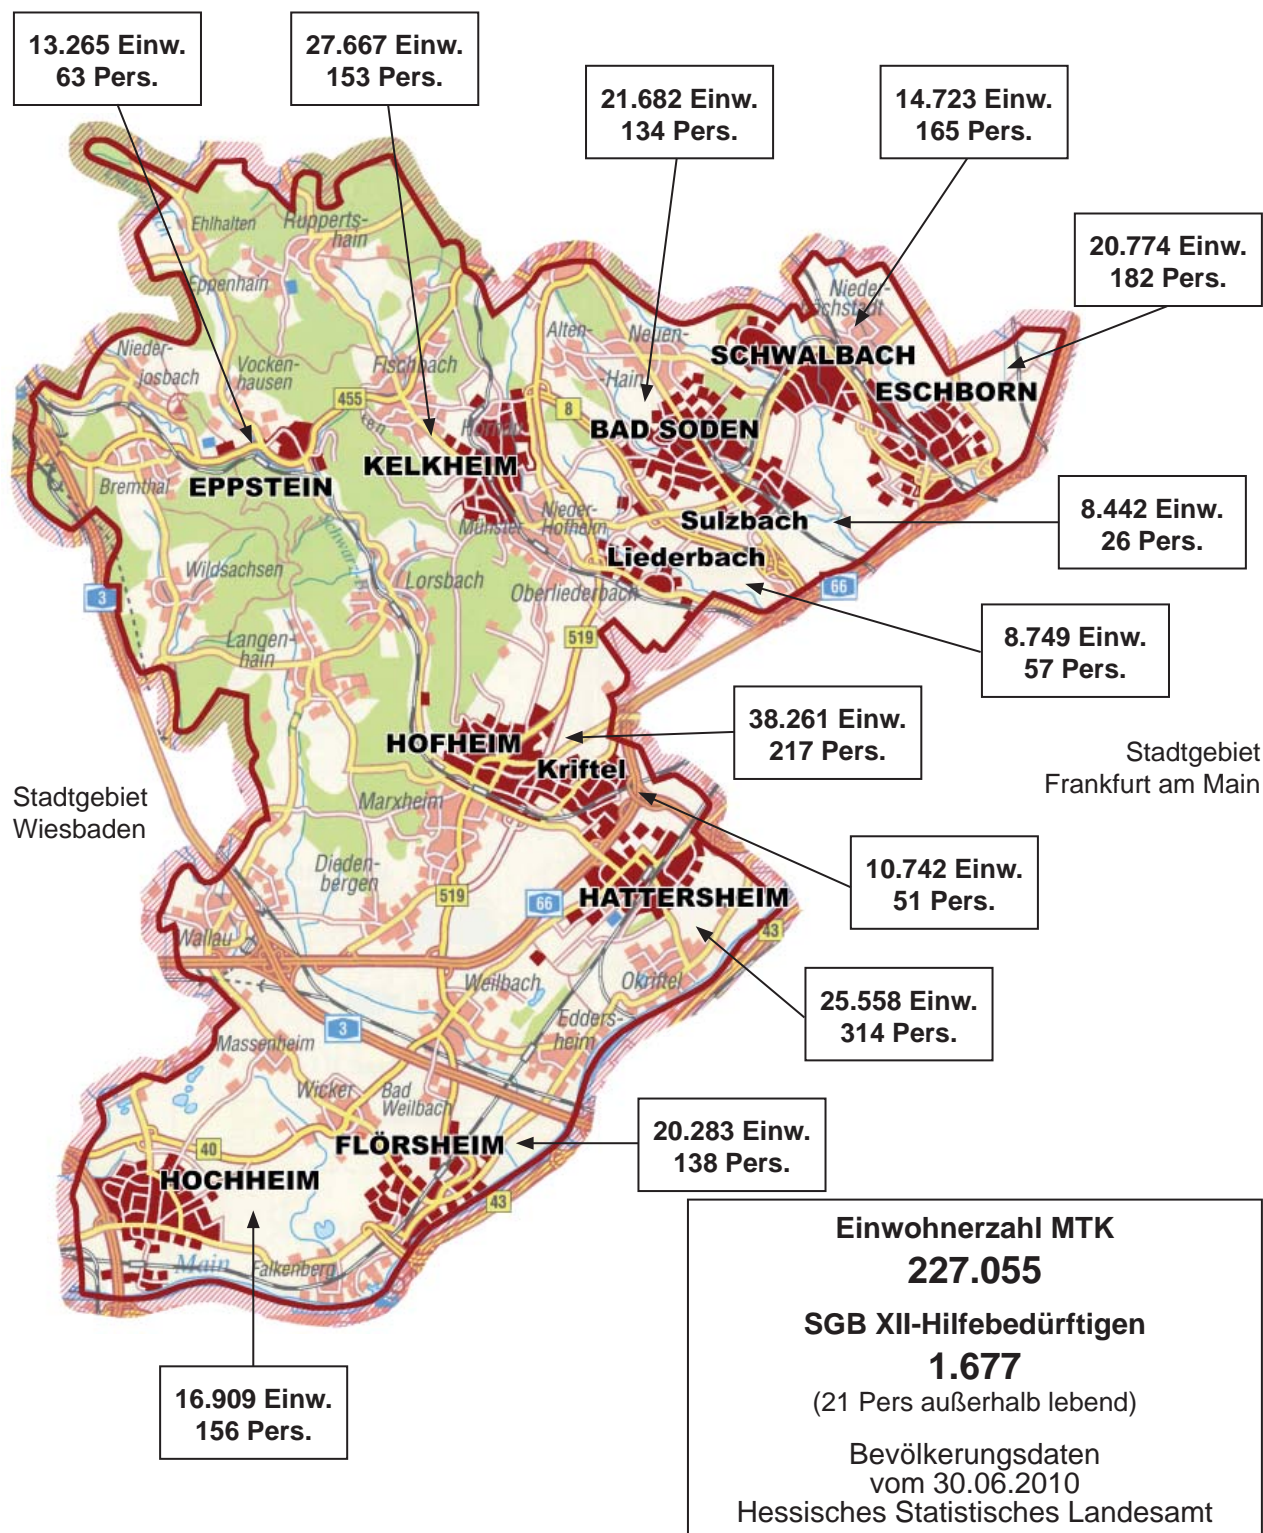 13.265 Einw.
63 Pers.
27.667 Einw.
153 Pers.
21.682 Einw.
134 Pers.
14.723 Einw.
165 Pers.
20.774 Einw.
182 Pers.
Ehlhalten
Rupperts-
hain
Eppenhain
Nieder-
josbach
Vocken-
hausen
Fischbach
455
Alten-
Neuen-
Hain
8
Nieder-
höchstadt
SCHWALBACH
ESCHBORN
BAD SODEN
Hornau
KELKHEIM
Bremthal
EPPSTEIN
Münster
Nieder-
Hofheim
Sulzbach
Liederbach
8.442 Einw.
26 Pers.
Wildsachsen
Lorsbach
Oberliederbach
3
66
Langen-
hain
519
8.749 Einw.
57 Pers.
38.261 Einw.
217 Pers.
HOFHEIM
Kriftel
Stadtgebiet
Frankfurt am Main
Stadtgebiet
Wiesbaden
Marxheim
Dieden-
bergen
10.742 Einw.
51 Pers.
519
66
HATTERSHEIM
43
Wallau
Weilbach
Okriftel
25.558 Einw.
314 Pers.
3
Edders-
heim
Massenheim
Wicker
Bad
Weilbach
20.283 Einw.
138 Pers.
40
FLÖRSHEIM
HOCHHEIM
43
Main
Falkenberg
16.909 Einw.
156 Pers.
Einwohnerzahl MTK
227.055
SGB XII-Hilfebedürftigen
1.677
(21 Pers außerhalb lebend)
Bevölkerungsdaten
vom 30.06.2010
Hessisches Statistisches Landesamt